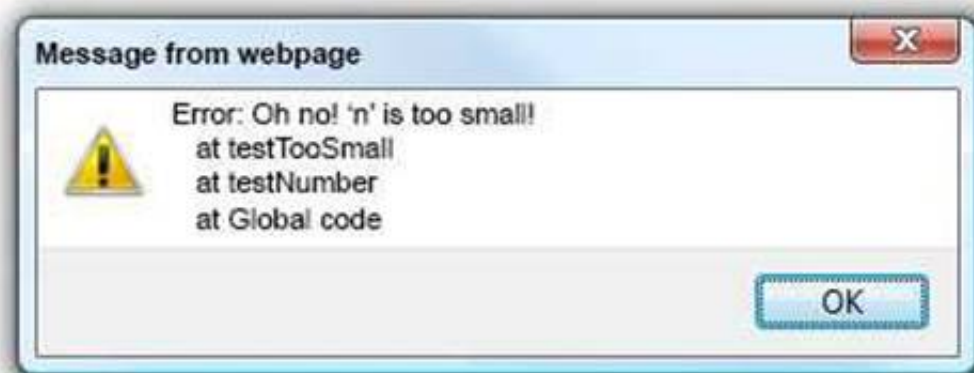 Message from webpage
Error: Oh no! ‘n’ is too small!
at testTooSmall
at testNumber
at Global code
OK